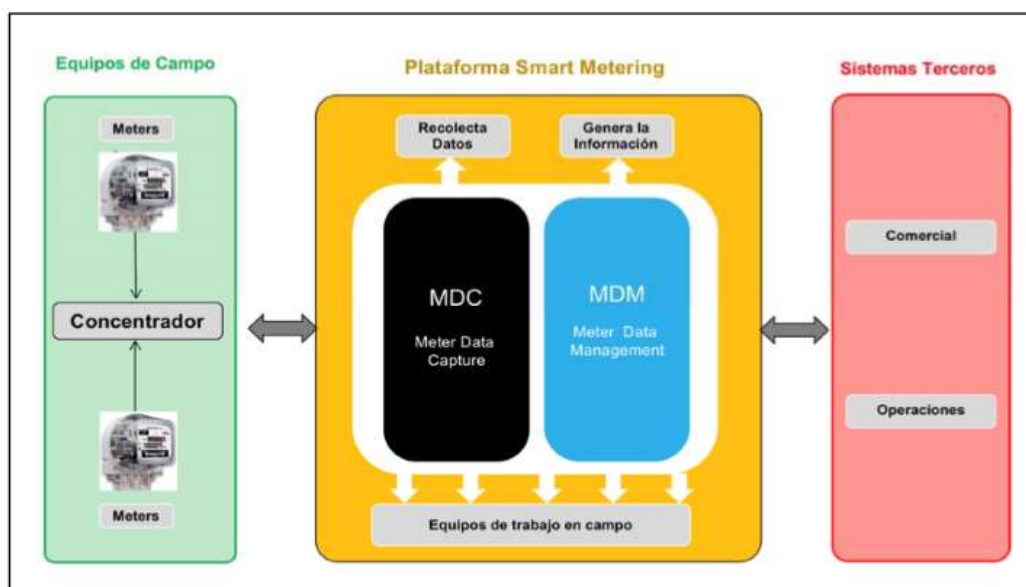 Equipos de Campo
Meters
Concentrador
Meters
Plataforma Smart Metering
Recolecta
Datos
Genera la
Información
MDC
Meter Data
Capture
MDM
Meter Data
Management
Equipos de trabajo en campo
Sistemas Terceros
Comercial
Operaciones